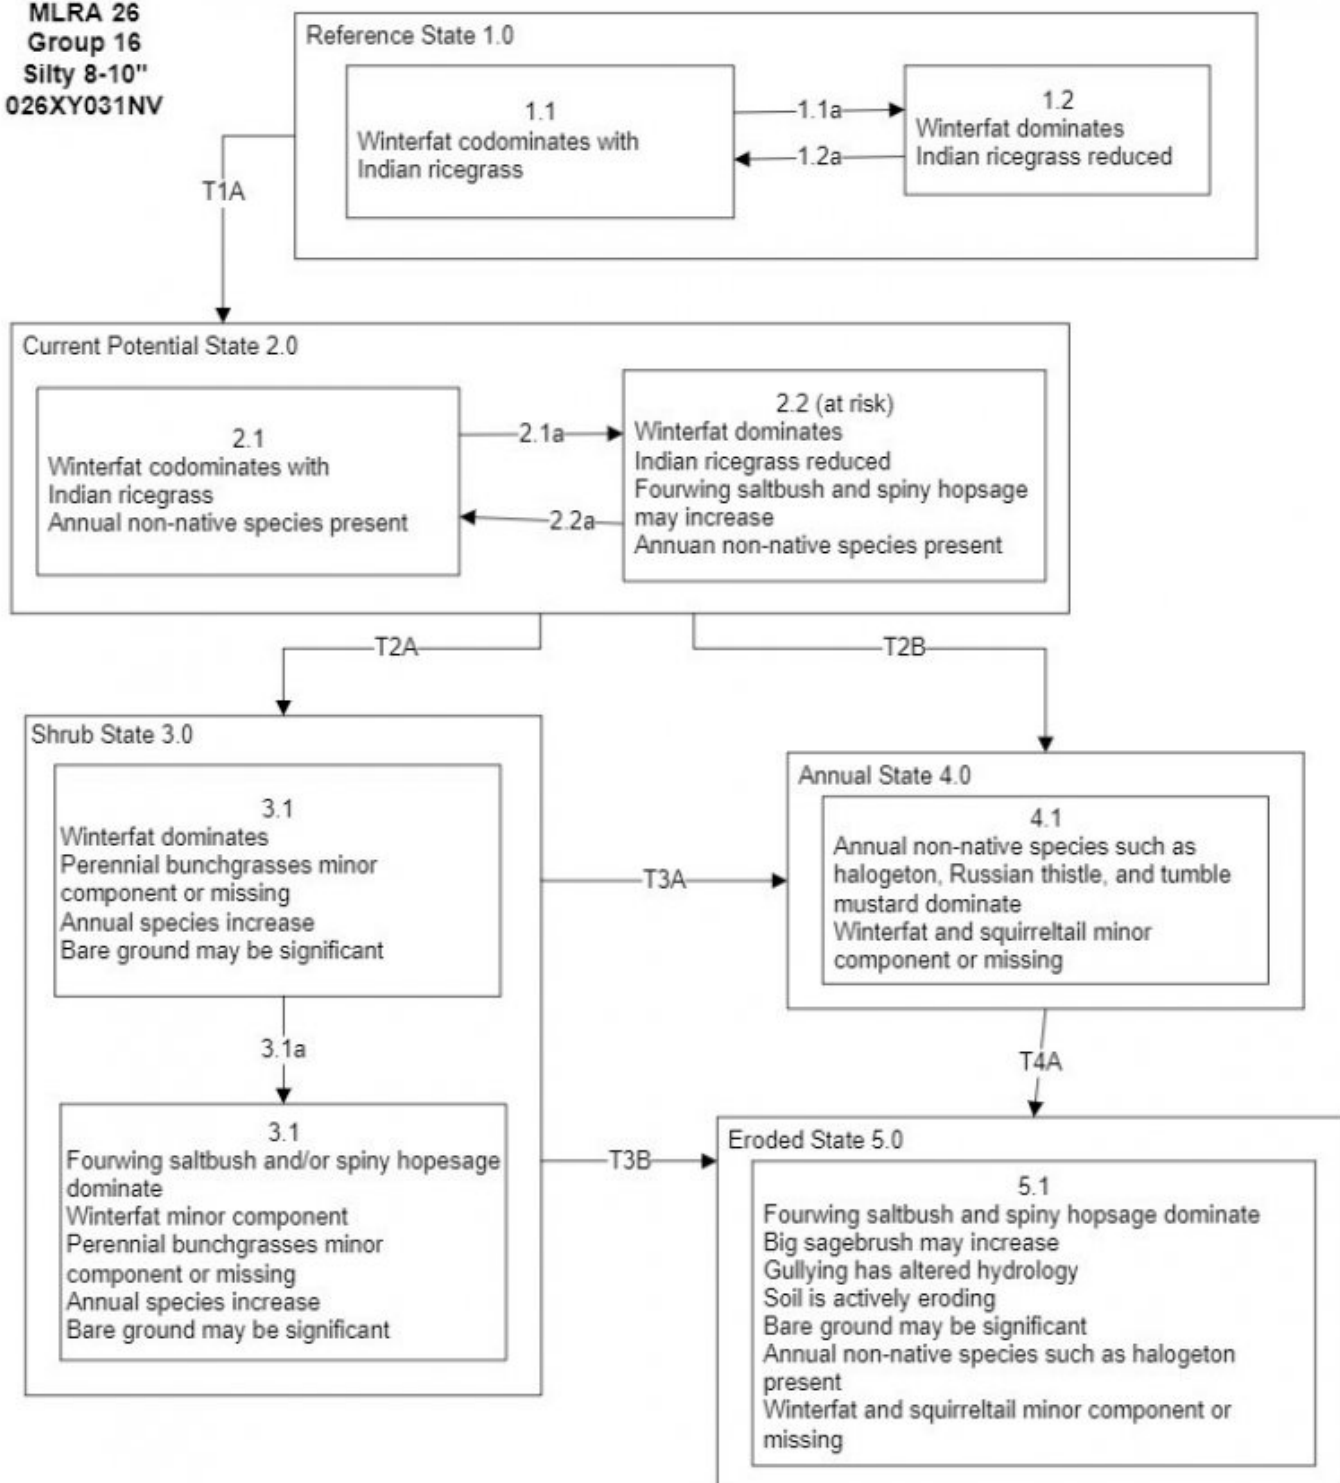 MLRA 26
Group 16
Silty 8-10"
026XY031NV
Reference State 1.0
1.1
Winterfat codominates with
Indian ricegrass
1.1a
1.2a
1.2
Winterfat dominates
Indian ricegrass reduced
T1A
Current Potential State 2.0
2.1
Winterfat codominates with
Indian ricegrass
Annual non-native species present
2.1a
2.2a
2.2 (at risk)
Winterfat dominates
Indian ricegrass reduced
Fourwing saltbush and spiny hopsage
may increase
Annuan non-native species present
T2A
T2B
Shrub State 3.0
3.1
Winterfat dominates
Perennial bunchgrasses minor
component or missing
Annual species increase
Bare ground may be significant
3.1a
3.1
Fourwing saltbush and/or spiny hopesage
dominate
Winterfat minor component
Perennial bunchgrasses minor
component or missing
Annual species increase
Bare ground may be significant
T3A
T3B
Annual State 4.0
4.1
Annual non-native species such as
halogeton, Russian thistle, and tumble
mustard dominate
Winterfat and squirreltail minor
component or missing
T4A
Eroded State 5.0
5.1
Fourwing saltbush and spiny hopsage dominate
Big sagebrush may increase
Gullying has altered hydrology
Soil is actively eroding
Bare ground may be significant
Annual non-native species such as halogeton
present
Winterfat and squirreltail minor component or
missing